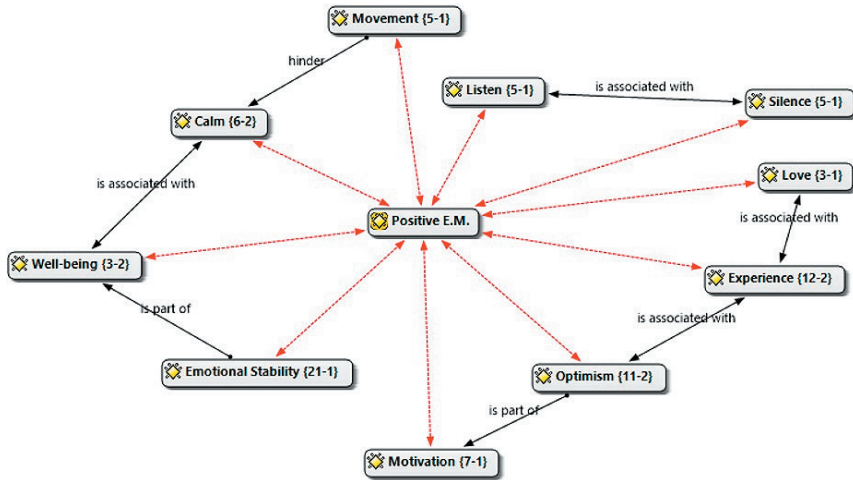 Movement {5-1}
hinder
Listen {5-1}
is associated with
Silence {5-1}
Calm {6-2}
Love {3-1}
is associated with
is associated with
Positive E.M.
Well-being {3-2}
Experience {12-2}
is part of
is associated with
Emotional Stability {21-1}
Optimism {11-2}
is part of
Motivation {7-1}